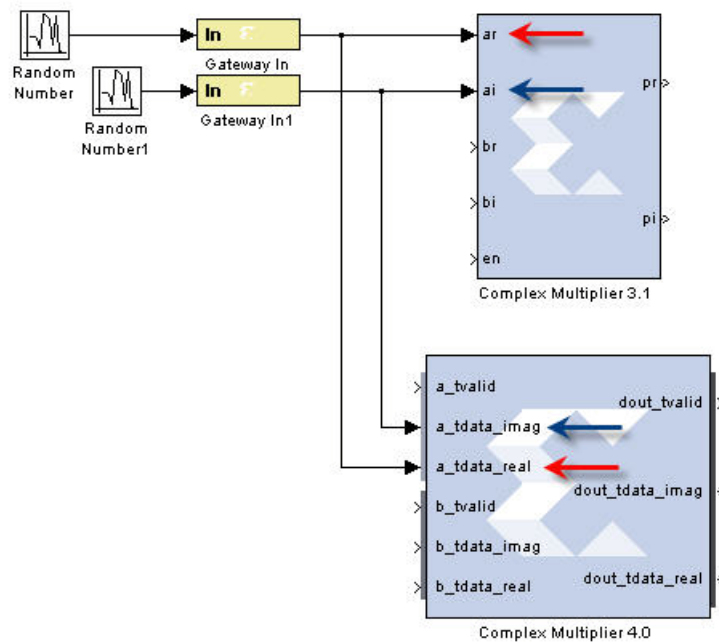 Random
Number
In
Gateway In
Random
Number1
In
Gateway In1
ar
ai
br
bi
en
pr
pi
Complex Multiplier 3.1
a_tvalid
a_tdata_imag
a_tdata_real
b_tvalid
b_tdata_imag
b_tdata_real
dout_tvalid
dout_tdata_imag
dout_tdata_real
Complex Multiplier 4.0